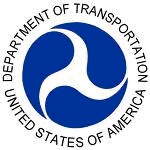 DEPARTMENT OF TRANSPORTATION
UNITED STATES OF AMERICA